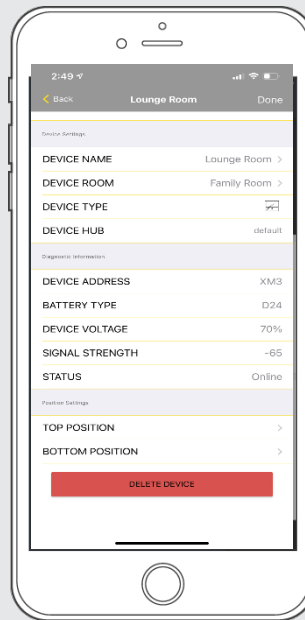 2:49
Back Lounge Room Done
Device Settings
DEVICE NAME Lounge Room
DEVICE ROOM Family Room
DEVICE TYPE
DEVICE HUB default
Diagnostic Information
DEVICE ADDRESS XM3
BATTERY TYPE D24
DEVICE VOLTAGE 70%
SIGNAL STRENGTH -65
STATUS Online
Position Settings
TOP POSITION
BOTTOM POSITION
DELETE DEVICE